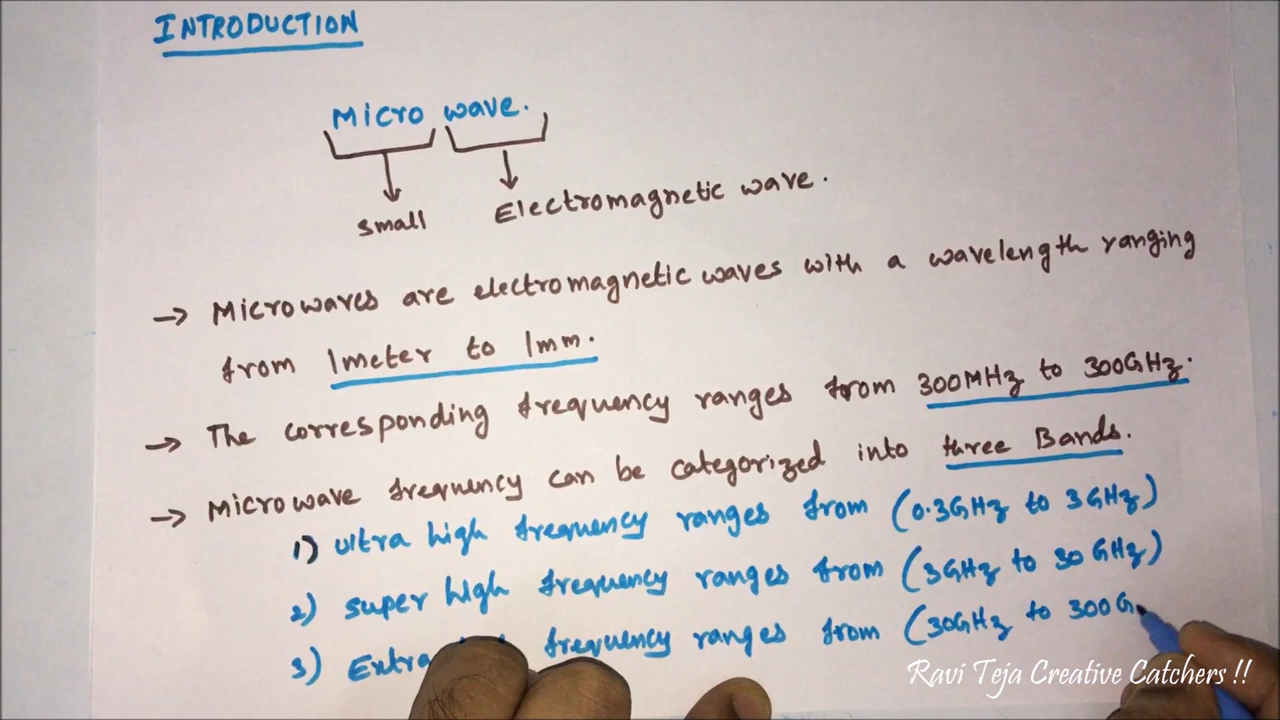 INTRODUCTION
Micro wave.
small Electromagnetic wave.
→ Microwaves are electromagnetic waves with a wavelength ranging
from 1meter to 1mm.
→ The corresponding frequency ranges from 300MHz to 300GHz.
→ Microwave frequency can be categorized into three Bands.
1) ultra high frequency ranges from (0.3GHz to 3GHz)
2) super high frequency ranges from (3GHz to 30GHz)
3) Extra frequency ranges from (30GHz to 300G
Ravi Teja Creative Catchers !!